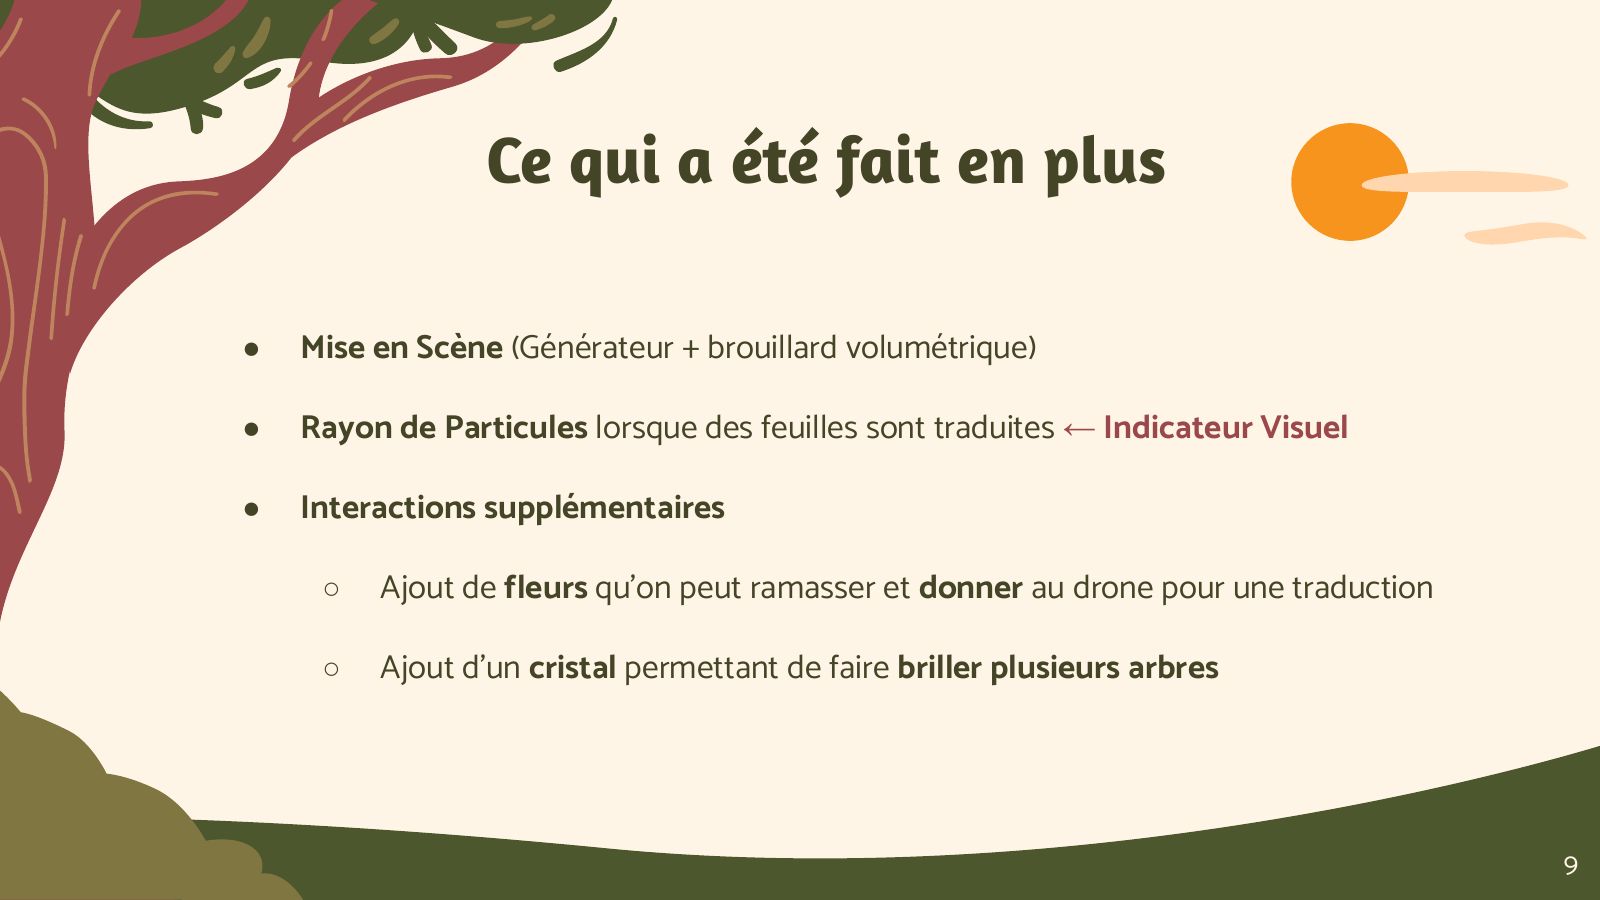 Ce qui a été fait en plus
● Mise en Scène (Générateur + brouillard volumétrique)
● Rayon de Particules lorsque des feuilles sont traduites ← Indicateur Visuel
● Interactions supplémentaires
○ Ajout de fleurs qu’on peut ramasser et donner au drone pour une traduction
○ Ajout d’un cristal permettant de faire briller plusieurs arbres
9